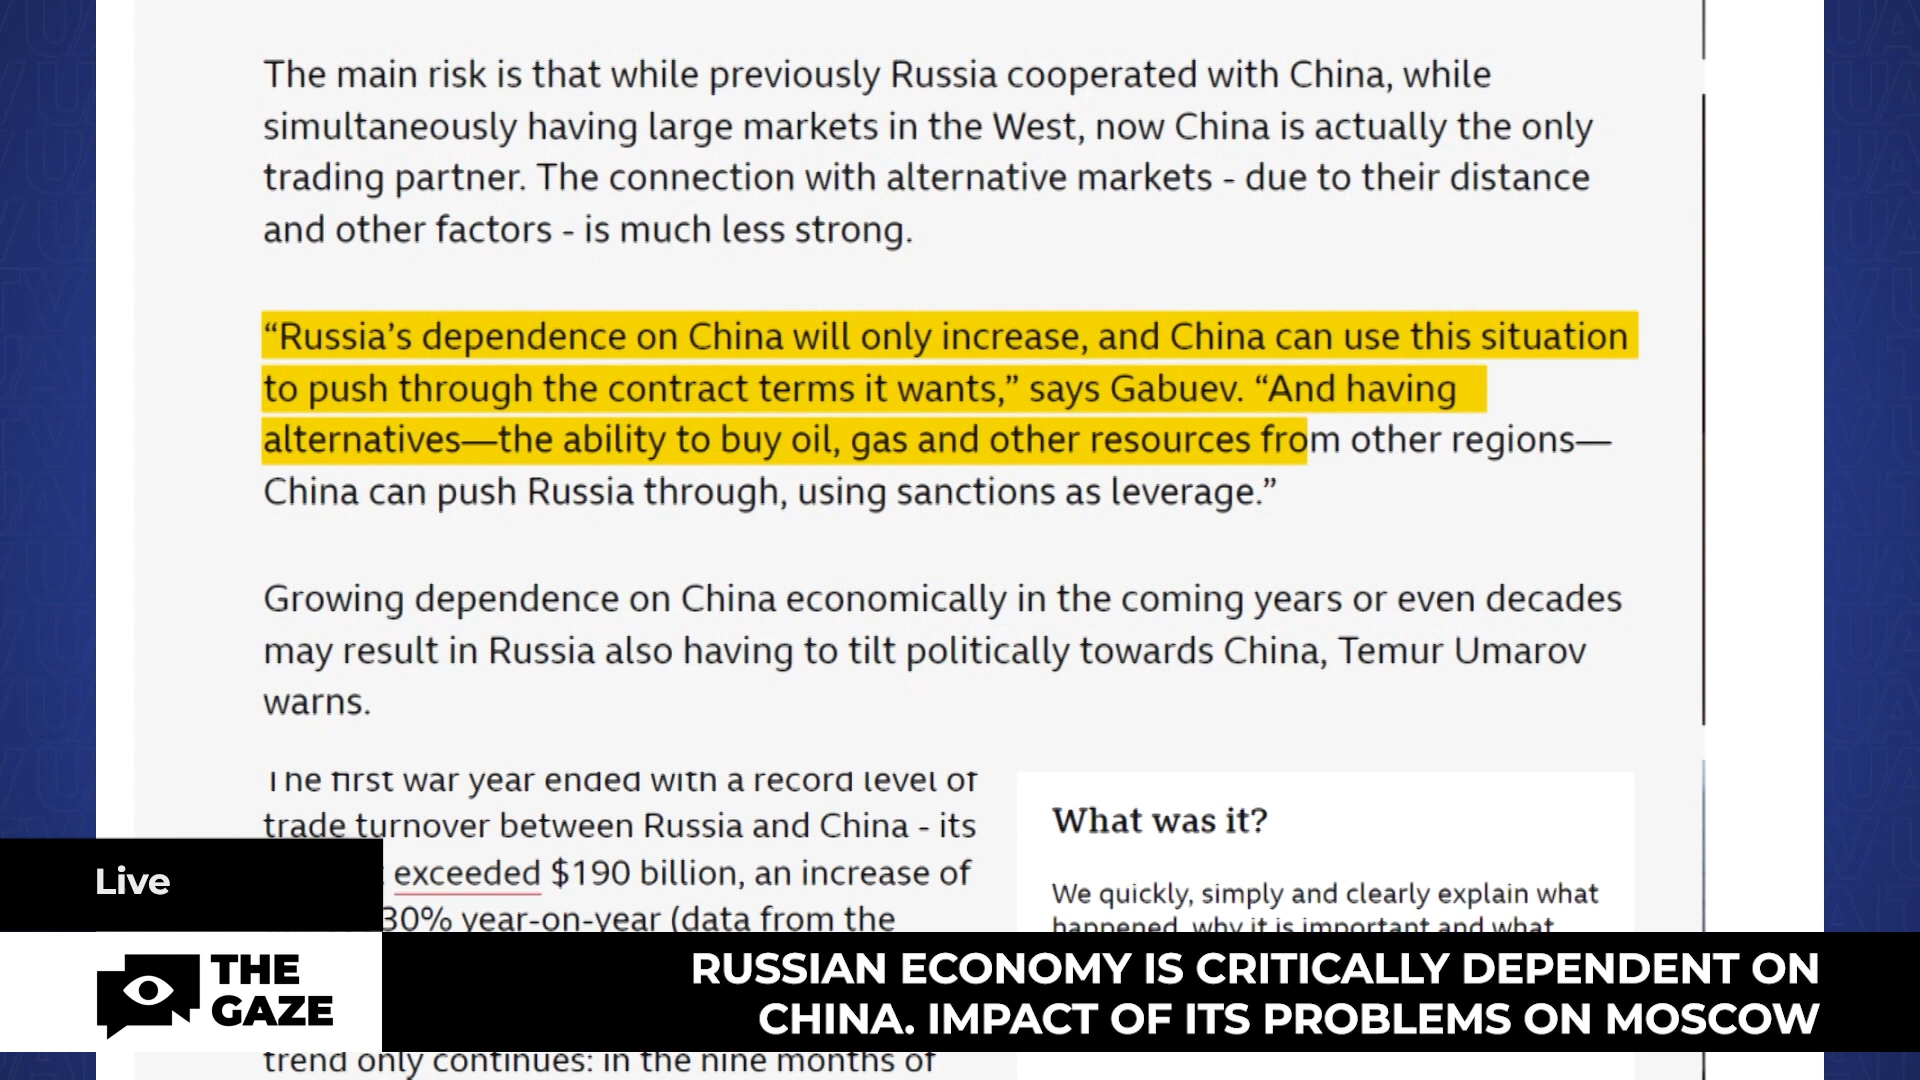 The main risk is that while previously Russia cooperated with China, while
simultaneously having large markets in the West, now China is actually the only
trading partner. The connection with alternative markets - due to their distance
and other factors - is much less strong.
“Russia’s dependence on China will only increase, and China can use this situation
to push through the contract terms it wants,” says Gabuev. “And having
alternatives—the ability to buy oil, gas and other resources from other regions—
China can push Russia through, using sanctions as leverage.”
Growing dependence on China economically in the coming years or even decades
may result in Russia also having to tilt politically towards China, Temur Umarov
warns.
The first war year ended with a record level of
trade turnover between Russia and China - its
exceeded $190 billion, an increase of
30% year-on-year (data from the
What was it?
We quickly, simply and clearly explain what
happened, why it is important and what
Live
THE
GAZE
RUSSIAN ECONOMY IS CRITICALLY DEPENDENT ON
CHINA. IMPACT OF ITS PROBLEMS ON MOSCOW
trend only continues: in the nine months of